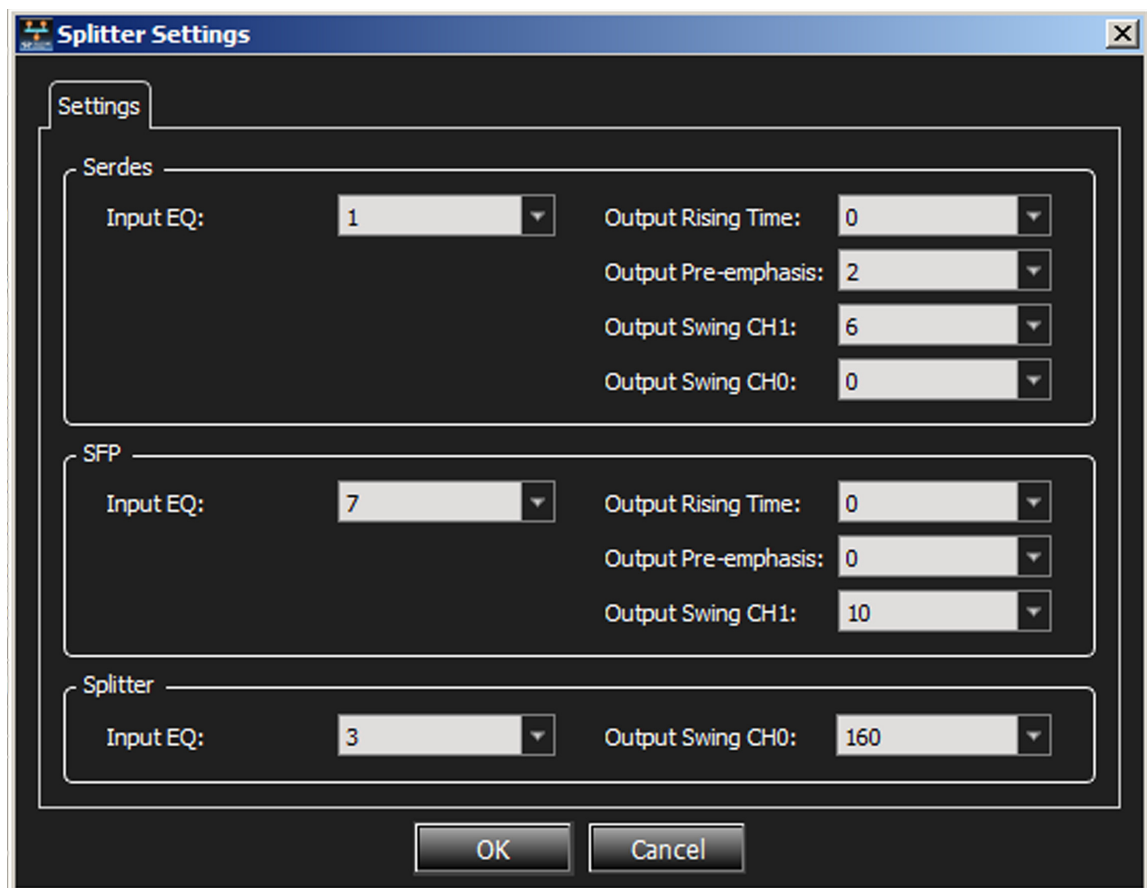 Splitter Settings
Settings
Serdes
Input EQ: 1 Output Rising Time: 0
Output Pre-emphasis: 2
Output Swing CH1: 6
Output Swing CH0: 0
SFP
Input EQ: 7 Output Rising Time: 0
Output Pre-emphasis: 0
Output Swing CH1: 10
Splitter
Input EQ: 3 Output Swing CH0: 160
OK Cancel